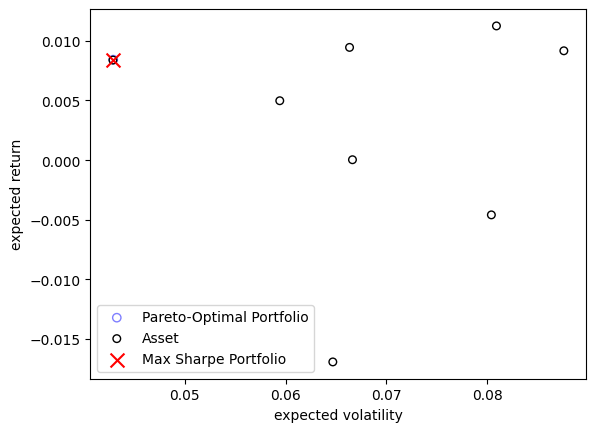 0.010
0.005
0.000
−0.005
−0.010
−0.015
expected return
Pareto-Optimal Portfolio
Asset
Max Sharpe Portfolio
0.05 0.06 0.07 0.08
expected volatility